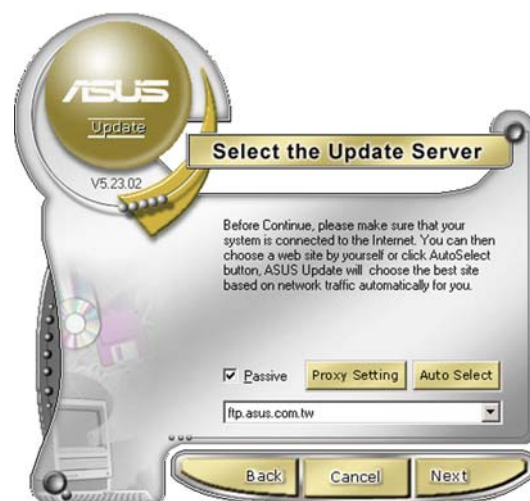 ASUS
Update
V5.23.02
Select the Update Server
Before Continue, please make sure that your
system is connected to the Internet. You can then
choose a web site by yourself or click AutoSelect
button, ASUS Update will choose the best site
based on network traffic automatically for you.
Passive
Proxy Setting
Auto Select
ftp.asus.com.tw
Back
Cancel
Next